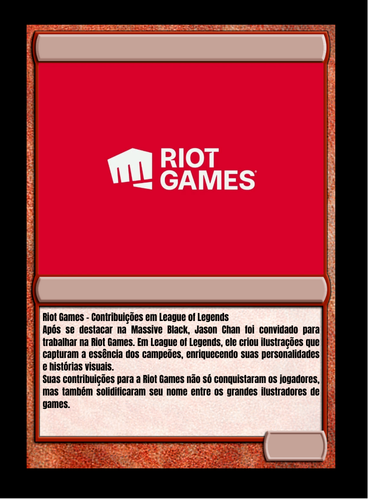 RIOT
GAMES
Riot Games - Contribuições em League of Legends
Após se destacar na Massive Black, Jason Chan foi convidado para
trabalhar na Riot Games. Em League of Legends, ele criou ilustrações que
capturam a essência dos campeões, enriquecendo suas personalidades
e histórias visuais.
Suas contribuições para a Riot Games não só conquistaram os jogadores,
mas também solidificaram seu nome entre os grandes ilustradores de
games.